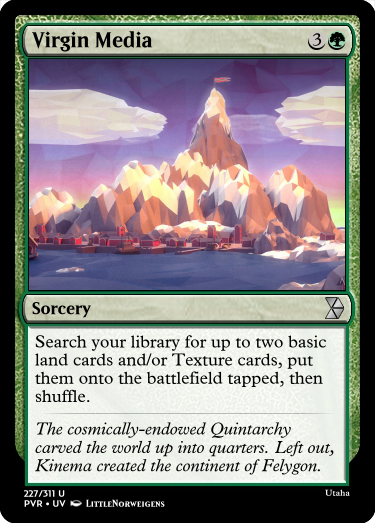 Virgin Media 3
Sorcery
Search your library for up to two basic
land cards and/or Texture cards, put
them onto the battlefield tapped, then
shuffle.
The cosmically-endowed Quintarchy
carved the world up into quarters. Left out,
Kinema created the continent of Felygon.
227/311 U Utaha
PVR • UV LittleNorweigens